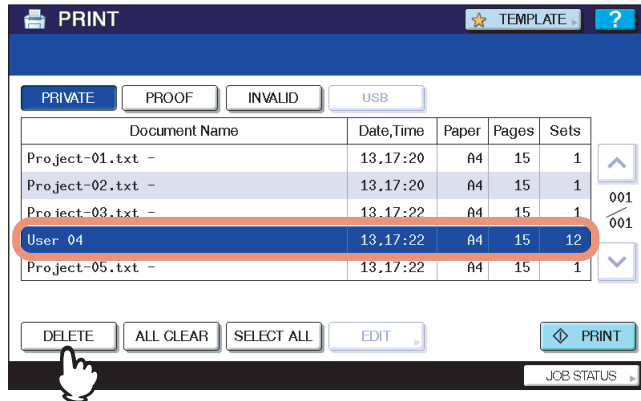 PRINT TEMPLATE ?
PRIVATE PROOF INVALID USB
Document Name Date,Time Paper Pages Sets
Project-01.txt - 13,17:20 A4 15 1
Project-02.txt - 13,17:20 A4 15 1
Project-03.txt - 13,17:22 A4 15 1
User 04 13,17:22 A4 15 12
Project-05.txt - 13,17:22 A4 15 1
001
001
DELETE ALL CLEAR SELECT ALL EDIT PRINT
JOB STATUS